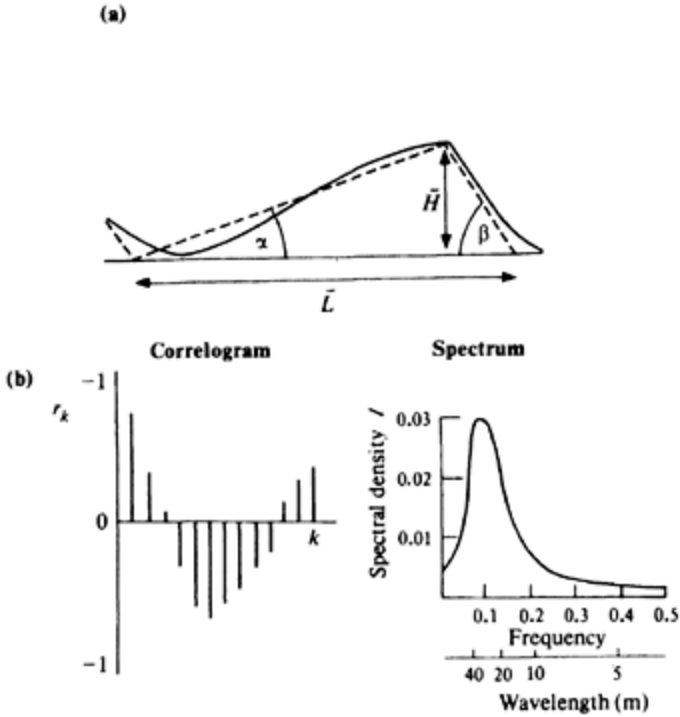 (a)
H̄
α
β
L̄
Correlogram Spectrum
(b)
−1
r_k
0
k
−1
Spectral density I
0.03
0.02
0.01
0.1 0.2 0.3 0.4 0.5
Frequency
40 20 10 5
Wavelength (m)